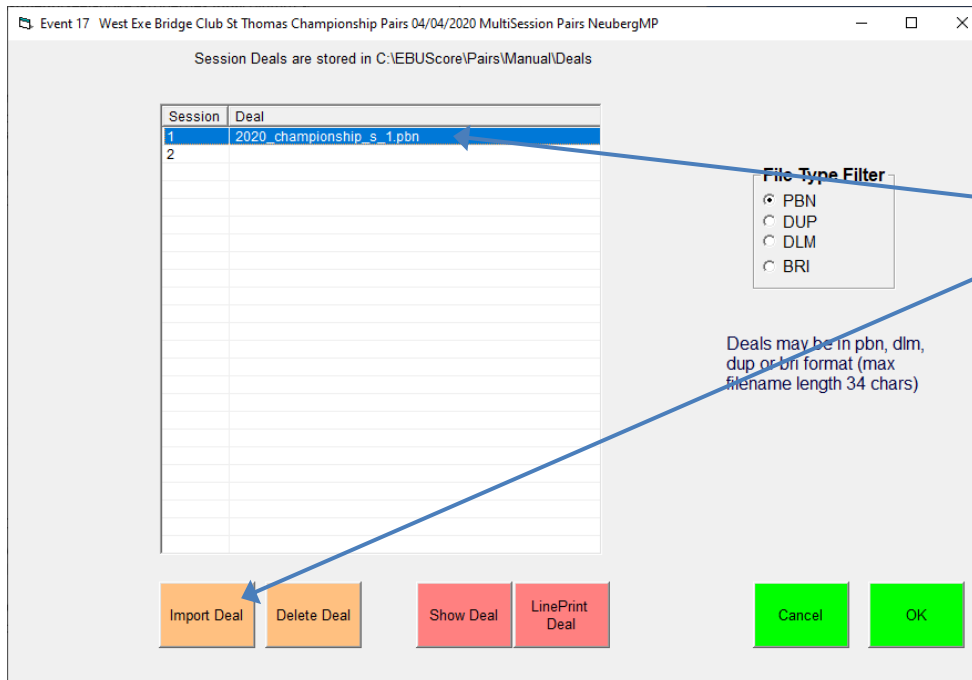 Event 17 West Exe Bridge Club St Thomas Championship Pairs 04/04/2020 MultiSession Pairs NeubergMP
Session Deals are stored in C:\EBUScore\Pairs\Manual\Deals
Session Deal
1 2020_championship_s_1.pbn
2
File Type Filter
PBN
DUP
DLM
BRI
Deals may be in pbn, dlm,
dup or bri format (max
filename length 34 chars)
Import Deal
Delete Deal
Show Deal
LinePrint
Deal
Cancel
OK